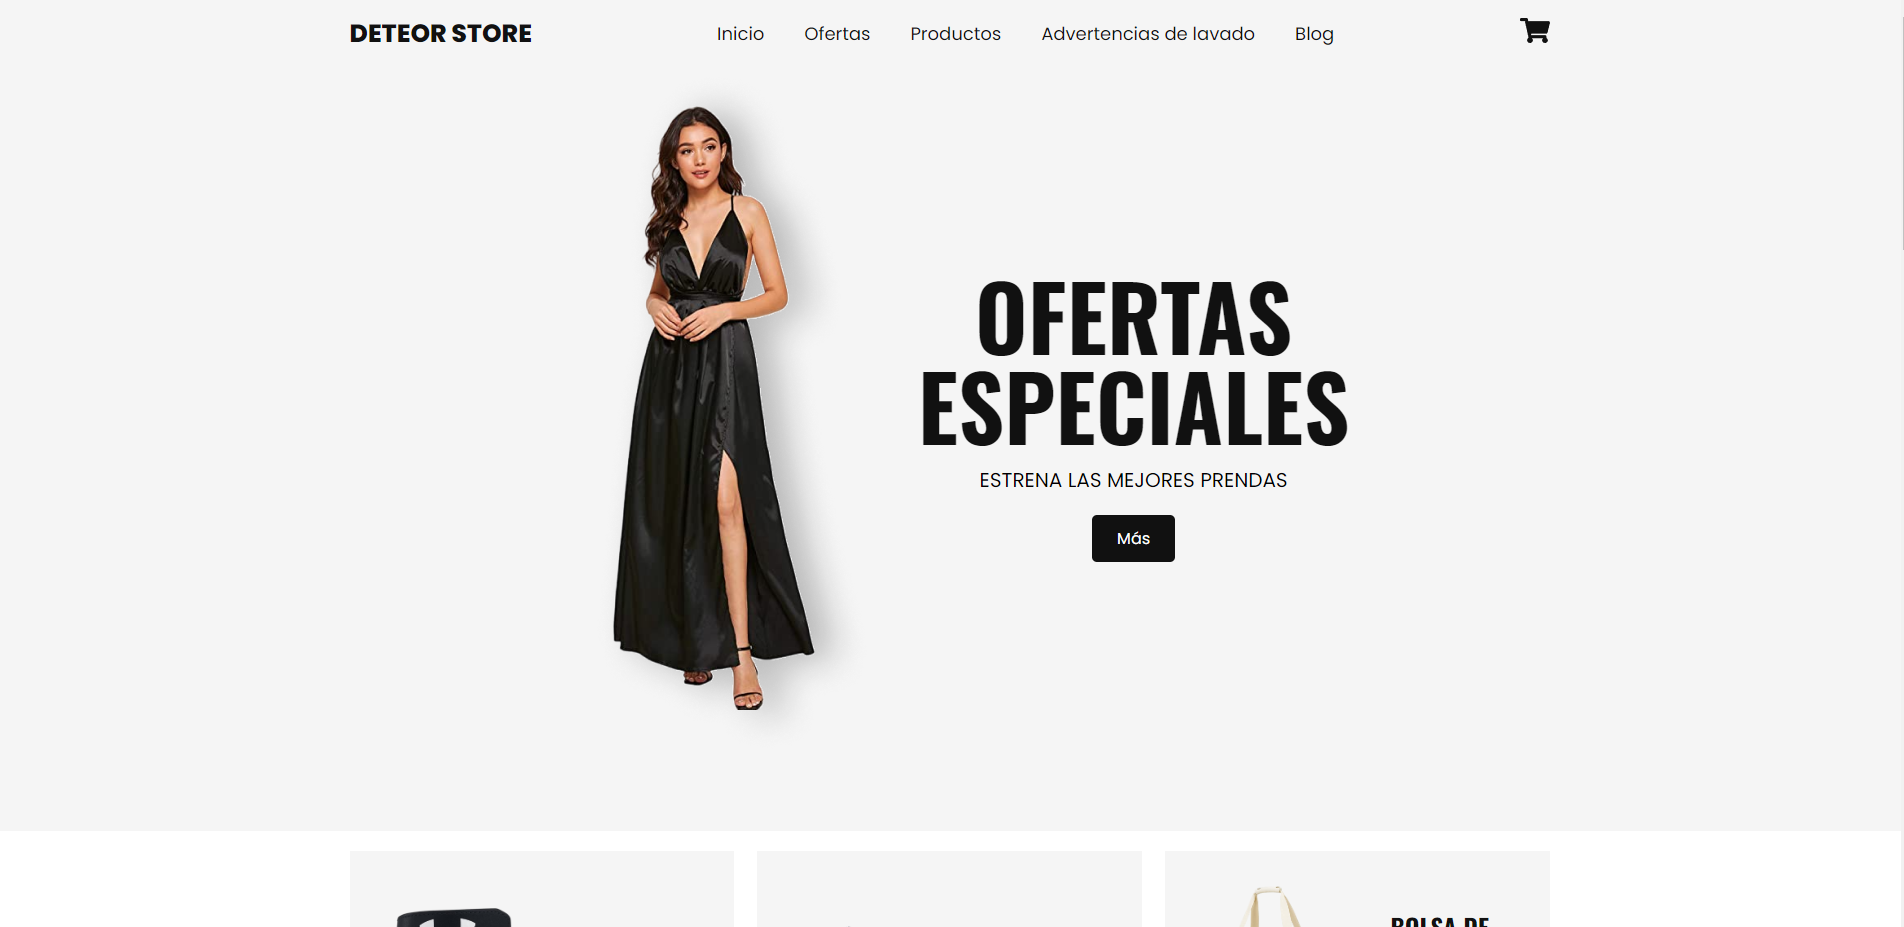 DETEOR STORE
Inicio
Ofertas
Productos
Advertencias de lavado
Blog
OFERTAS
ESPECIALES
ESTRENA LAS MEJORES PRENDAS
Más
BOLSA DE